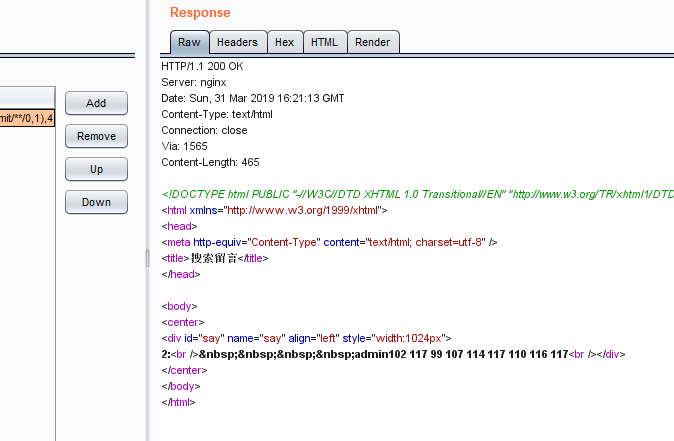 Response
Raw Headers Hex HTML Render
HTTP/1.1 200 OK
Server: nginx
Date: Sun, 31 Mar 2019 16:21:13 GMT
Content-Type: text/html
Connection: close
Via: 1565
Content-Length: 465
<!DOCTYPE html PUBLIC "-//W3C//DTD XHTML 1.0 Transitional//EN" "http://www.w3.org/TR/xhtml1/DTD
<html xmlns="http://www.w3.org/1999/xhtml">
<head>
<meta http-equiv="Content-Type" content="text/html; charset=utf-8" />
<title>搜索留言</title>
</head>
<body>
<center>
<div id="say" name="say" align="left" style="width:1024px">
2:<br />&nbsp;&nbsp;&nbsp;&nbsp;admin102 117 99 107 114 117 110 116 117<br /></div>
</center>
</body>
</html>
mit/**/0,1),4
Add
Remove
Up
Down